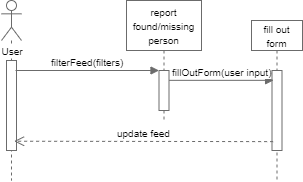 report
found/missing
person
fill out
form
User
filterFeed(filters)
fillOutForm(user input)
update feed